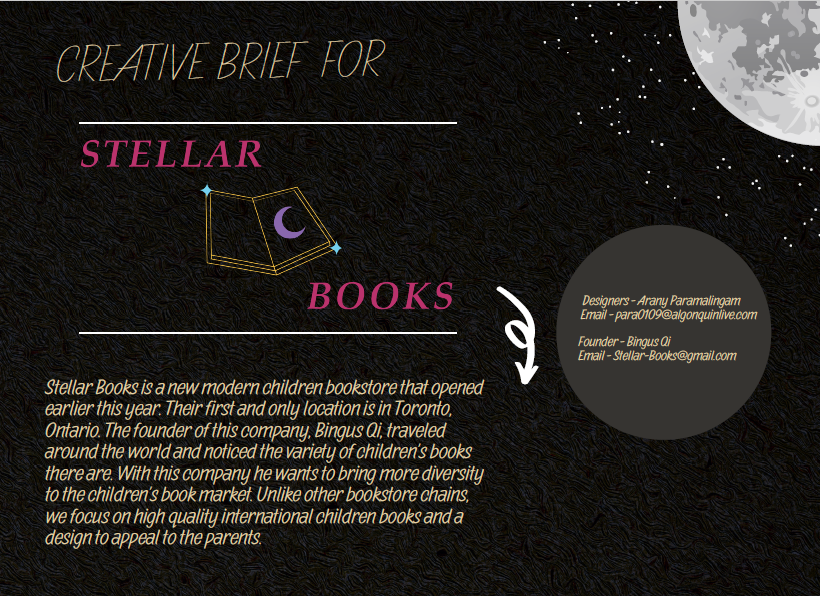 CREATIVE BRIEF FOR
STELLAR
BOOKS
Designers - Arany Paramalingam
Email - para0109@algonquinlive.com
Founder - Bingus Qi
Email - Stellar-Books@gmail.com
Stellar Books is a new modern children bookstore that opened
earlier this year. Their first and only location is in Toronto,
Ontario. The founder of this company, Bingus Qi, traveled
around the world and noticed the variety of children's books
there are. With this company he wants to bring more diversity
to the children's book market. Unlike other bookstore chains,
we focus on high quality international children books and a
design to appeal to the parents.